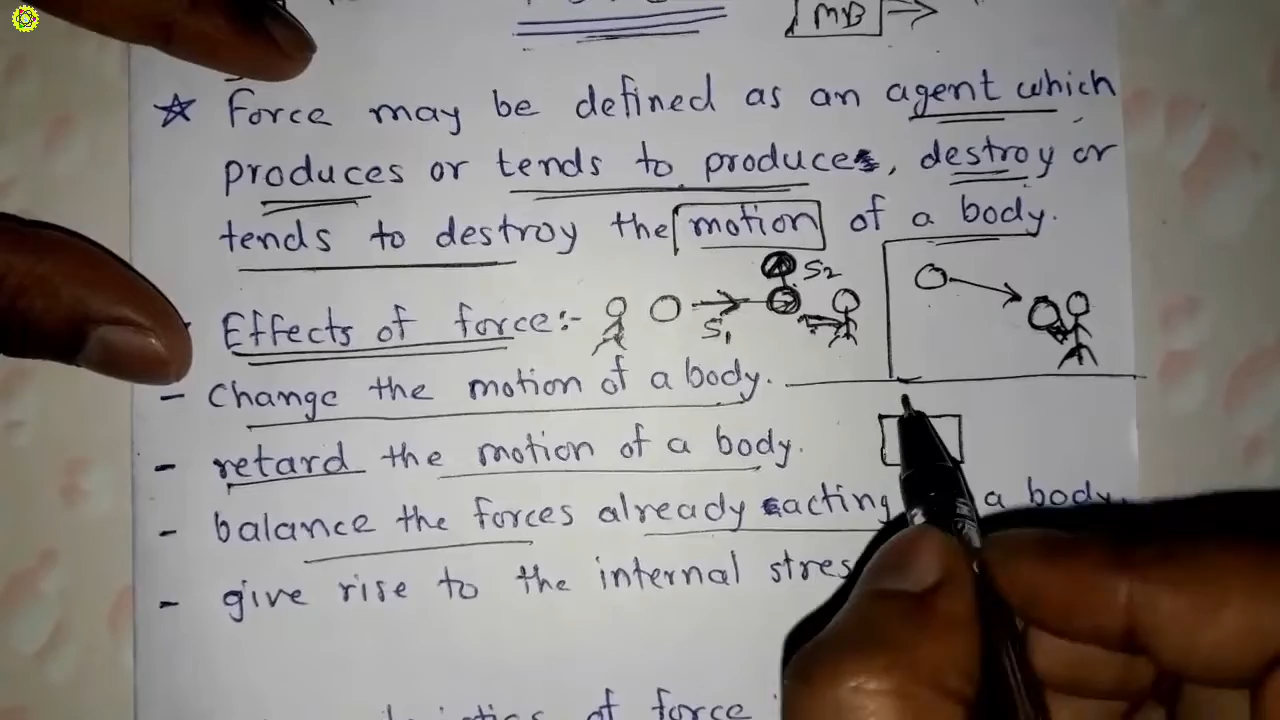 MB
☆ Force may be defined as an agent which
produces or tends to produces, destroy or
tends to destroy the motion of a body.
S2
Effects of force:-
S1
- Change the motion of a body.
- retard the motion of a body.
- balance the forces already acting a body.
- give rise to the internal
of force